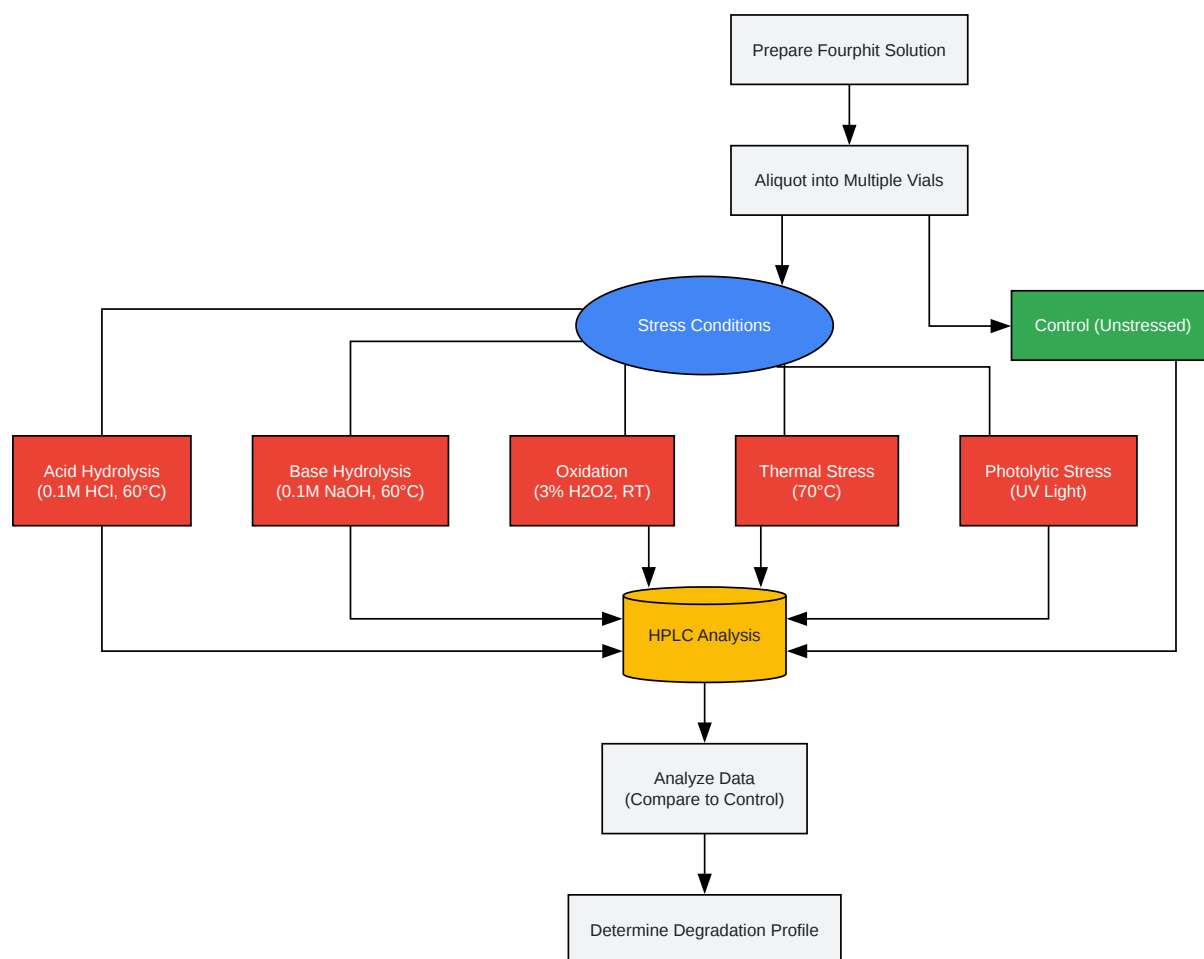 Prepare Fourphit Solution
Aliquot into Multiple Vials
Stress Conditions
Control (Unstressed)
Acid Hydrolysis
(0.1M HCl, 60°C)
Base Hydrolysis
(0.1M NaOH, 60°C)
Oxidation
(3% H2O2, RT)
Thermal Stress
(70°C)
Photolytic Stress
(UV Light)
HPLC Analysis
Analyze Data
(Compare to Control)
Determine Degradation Profile